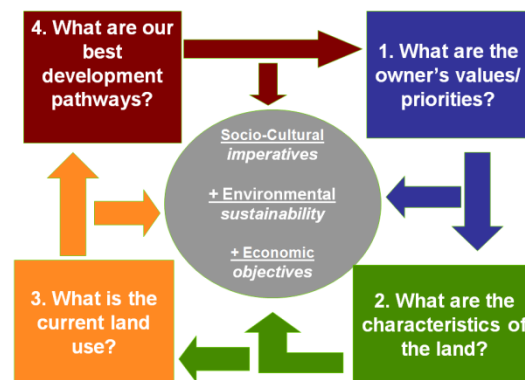 4. What are our
best
development
pathways?
1. What are the
owner's values/
priorities?
Socio-Cultural
imperatives
+ Environmental
sustainability
+ Economic
objectives
3. What is the
current land
use?
2. What are the
characteristics of
the land?